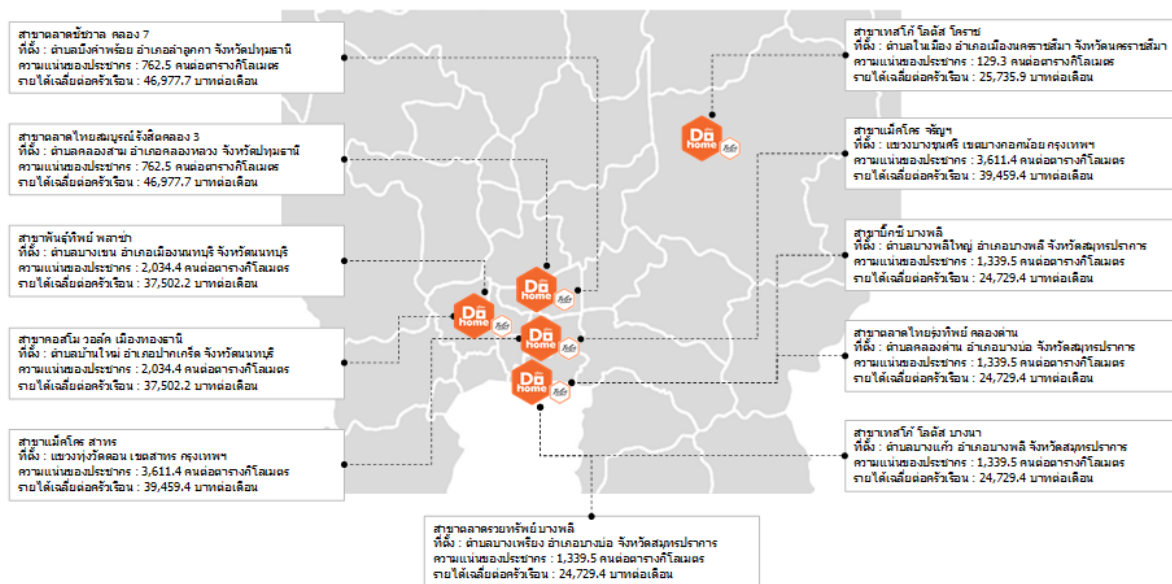 สาขาตลาดชัชวาล คลอง 7
ที่ตั้ง : ตำบลบึงคำพร้อย อำเภอลำลูกกา จังหวัดปทุมธานี
ความแน่นของประชากร : 762.5 คนต่อตารางกิโลเมตร
รายได้เฉลี่ยต่อครัวเรือน : 46,977.7 บาทต่อเดือน
สาขาตลาดไทยสมบูรณ์รังสิตคลอง 3
ที่ตั้ง : ตำบลคลองสาม อำเภอคลองหลวง จังหวัดปทุมธานี
ความแน่นของประชากร : 762.5 คนต่อตารางกิโลเมตร
รายได้เฉลี่ยต่อครัวเรือน : 46,977.7 บาทต่อเดือน
สาขาพันธุ์ทิพย์ พลาซ่า
ที่ตั้ง : ตำบลบางเขน อำเภอเมืองนนทบุรี จังหวัดนนทบุรี
ความแน่นของประชากร : 2,034.4 คนต่อตารางกิโลเมตร
รายได้เฉลี่ยต่อครัวเรือน : 37,502.2 บาทต่อเดือน
สาขาคอสโม วอล์ค เมืองทองธานี
ที่ตั้ง : ตำบลบ้านใหม่ อำเภอปากเกร็ด จังหวัดนนทบุรี
ความแน่นของประชากร : 2,034.4 คนต่อตารางกิโลเมตร
รายได้เฉลี่ยต่อครัวเรือน : 37,502.2 บาทต่อเดือน
สาขาแม็คโคร สาทร
ที่ตั้ง : แขวงทุ่งวัดดอน เขตสาทร กรุงเทพฯ
ความแน่นของประชากร : 3,611.4 คนต่อตารางกิโลเมตร
รายได้เฉลี่ยต่อครัวเรือน : 39,459.4 บาทต่อเดือน
สาขาเทสโก้ โลตัส โคราช
ที่ตั้ง : ตำบลในเมือง อำเภอเมืองนครราชสีมา จังหวัดนครราชสีมา
ความแน่นของประชากร : 129.3 คนต่อตารางกิโลเมตร
รายได้เฉลี่ยต่อครัวเรือน : 25,735.9 บาทต่อเดือน
สาขาแม็คโคร จรัญฯ
ที่ตั้ง : แขวงบางขุนศรี เขตบางกอกน้อย กรุงเทพฯ
ความแน่นของประชากร : 3,611.4 คนต่อตารางกิโลเมตร
รายได้เฉลี่ยต่อครัวเรือน : 39,459.4 บาทต่อเดือน
สาขาบิ๊กซี บางพลี
ที่ตั้ง : ตำบลบางพลีใหญ่ อำเภอบางพลี จังหวัดสมุทรปราการ
ความแน่นของประชากร : 1,339.5 คนต่อตารางกิโลเมตร
รายได้เฉลี่ยต่อครัวเรือน : 24,729.4 บาทต่อเดือน
สาขาตลาดไทยรุ่งทิพย์ คลองด่าน
ที่ตั้ง : ตำบลคลองด่าน อำเภอบางบ่อ จังหวัดสมุทรปราการ
ความแน่นของประชากร : 1,339.5 คนต่อตารางกิโลเมตร
รายได้เฉลี่ยต่อครัวเรือน : 24,729.4 บาทต่อเดือน
สาขาเทสโก้ โลตัส บางนา
ที่ตั้ง : ตำบลบางแก้ว อำเภอบางพลี จังหวัดสมุทรปราการ
ความแน่นของประชากร : 1,339.5 คนต่อตารางกิโลเมตร
รายได้เฉลี่ยต่อครัวเรือน : 24,729.4 บาทต่อเดือน
สาขาตลาดรวยทรัพย์บางพลี
ที่ตั้ง : ตำบลบางเพรียง อำเภอบางบ่อ จังหวัดสมุทรปราการ
ความแน่นของประชากร : 1,339.5 คนต่อตารางกิโลเมตร
รายได้เฉลี่ยต่อครัวเรือน : 24,729.4 บาทต่อเดือน
Do
home
Do
home
Do
home
Do
home
Do
home